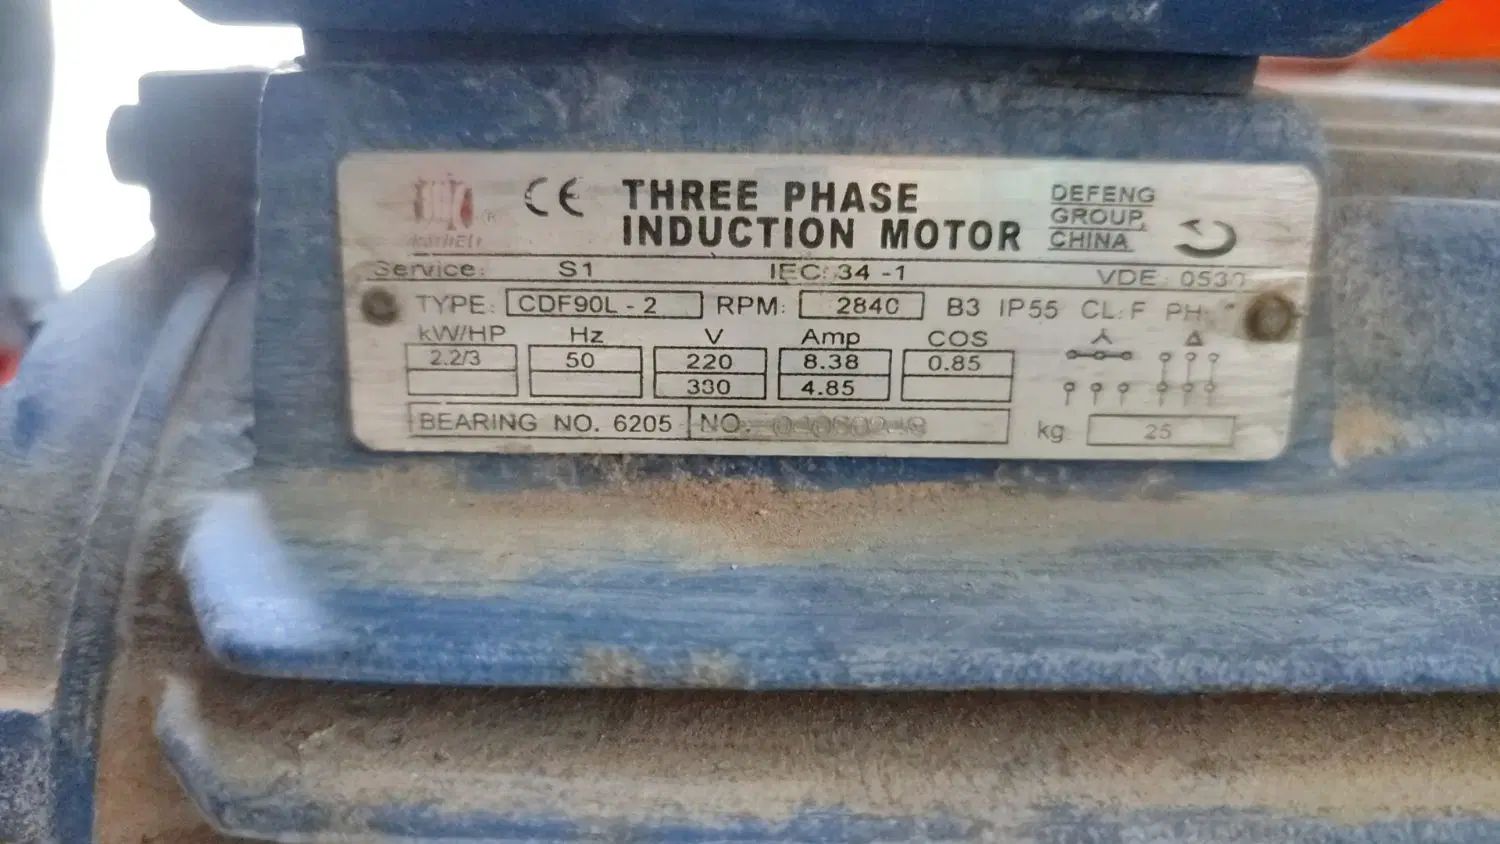 CE THREE PHASE
INDUCTION MOTOR
DEFENG
GROUP,
CHINA
Service: S1 IEC: 34-1 VDE 0530
TYPE: CDF90L-2 RPM: 2840 B3 IP55 CL: F PH:
kW/HP Hz V Amp COS
2.2/3 50 220 8.38 0.85
380 4.85
BEARING NO. 6205 NO.
kg 25